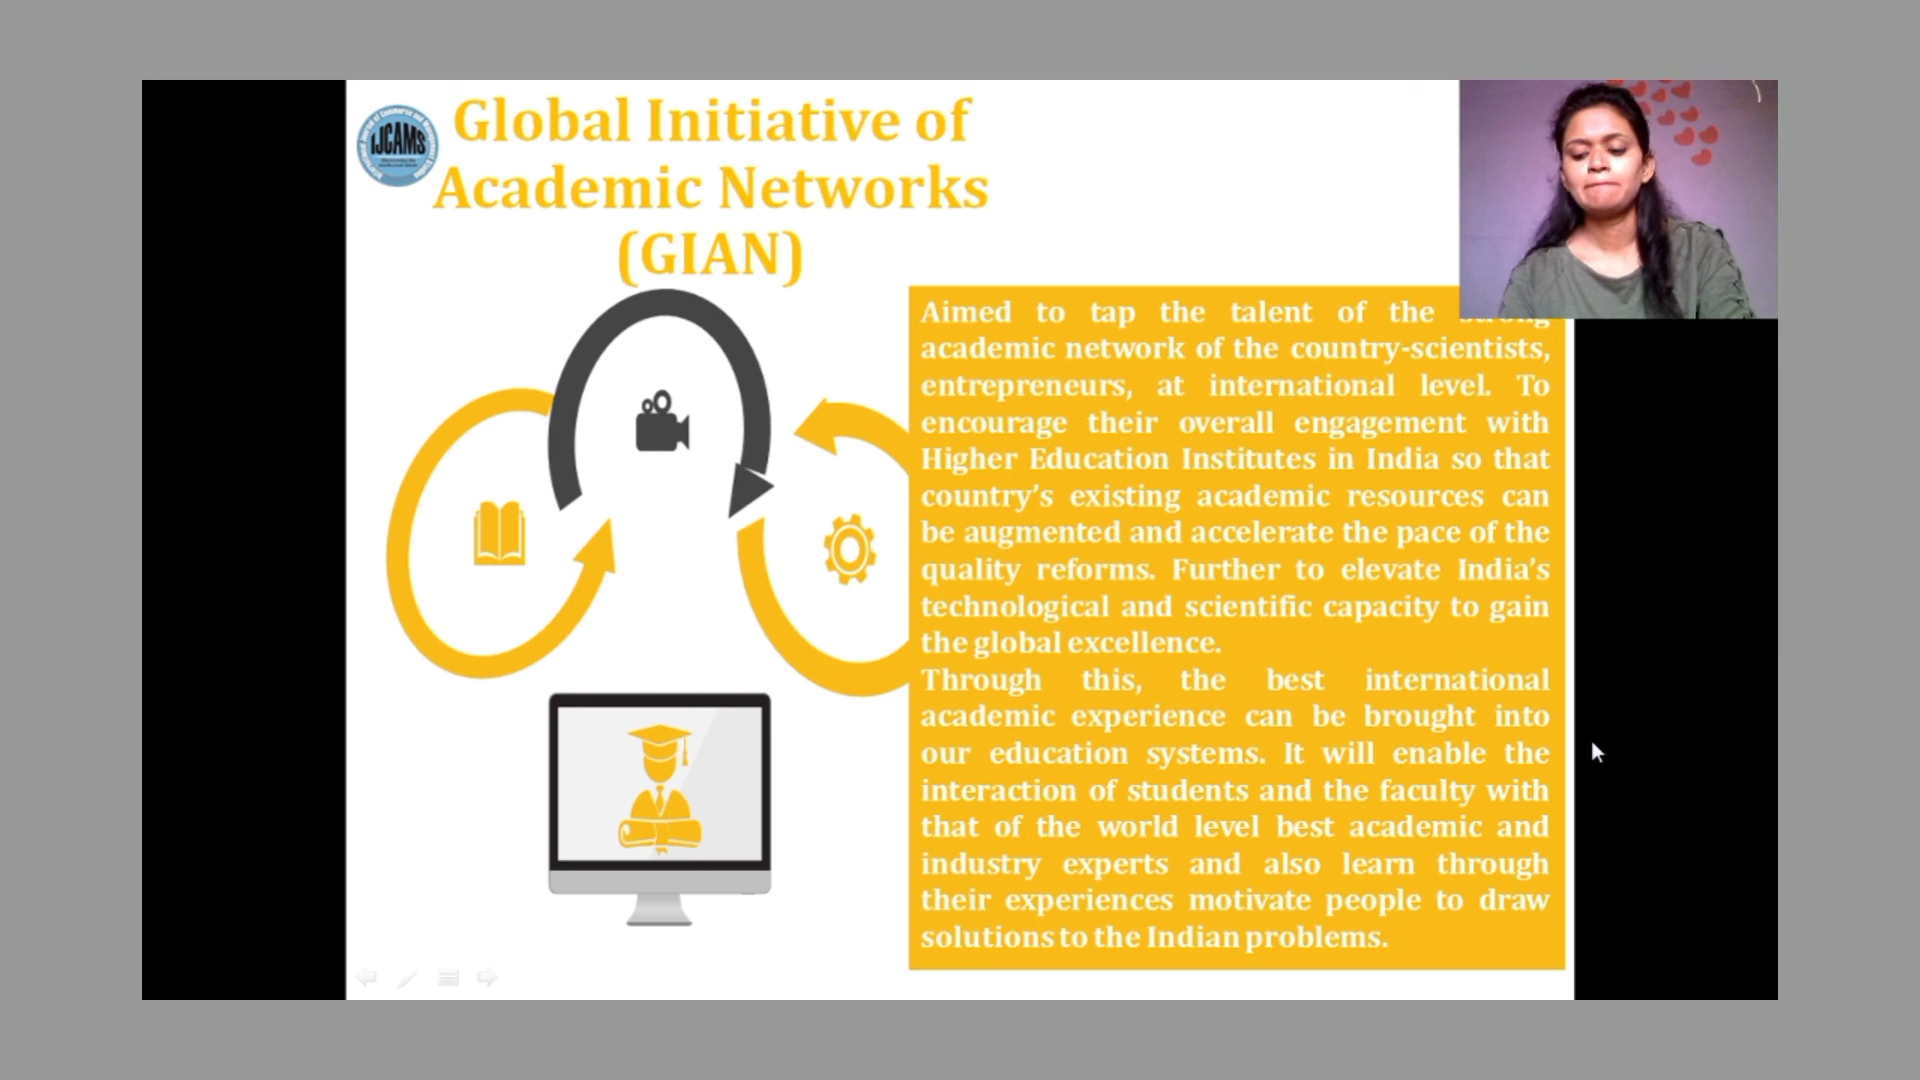 Global Initiative of
Academic Networks
(GIAN)
IJCAMS
Aimed to tap the talent of the strong
academic network of the country-scientists,
entrepreneurs, at international level. To
encourage their overall engagement with
Higher Education Institutes in India so that
country's existing academic resources can
be augmented and accelerate the pace of the
quality reforms. Further to elevate India's
technological and scientific capacity to gain
the global excellence.
Through this, the best international
academic experience can be brought into
our education systems. It will enable the
interaction of students and the faculty with
that of the world level best academic and
industry experts and also learn through
their experiences motivate people to draw
solutions to the Indian problems.